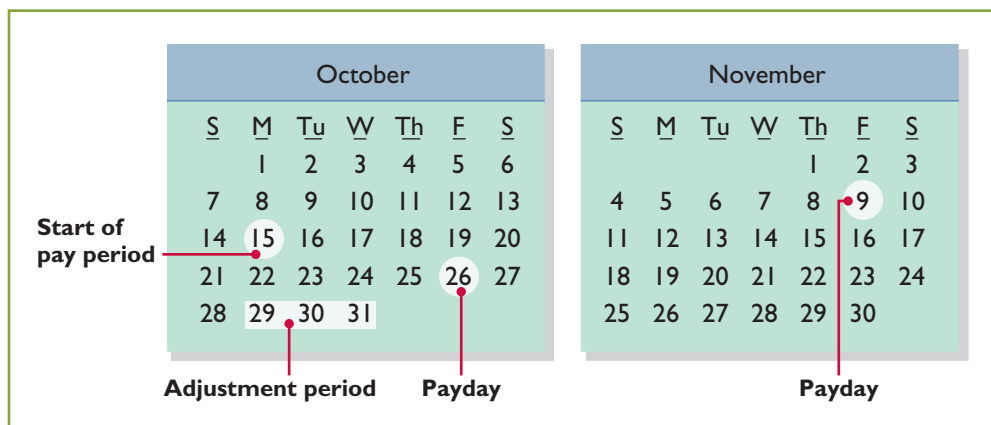 October
S M Tu W Th F S
1 2 3 4 5 6
7 8 9 10 11 12 13
14 15 16 17 18 19 20
21 22 23 24 25 26 27
28 29 30 31
November
S M Tu W Th F S
1 2 3
4 5 6 7 8 9 10
11 12 13 14 15 16 17
18 19 20 21 22 23 24
25 26 27 28 29 30
Start of
pay period
Adjustment period
Payday
Payday